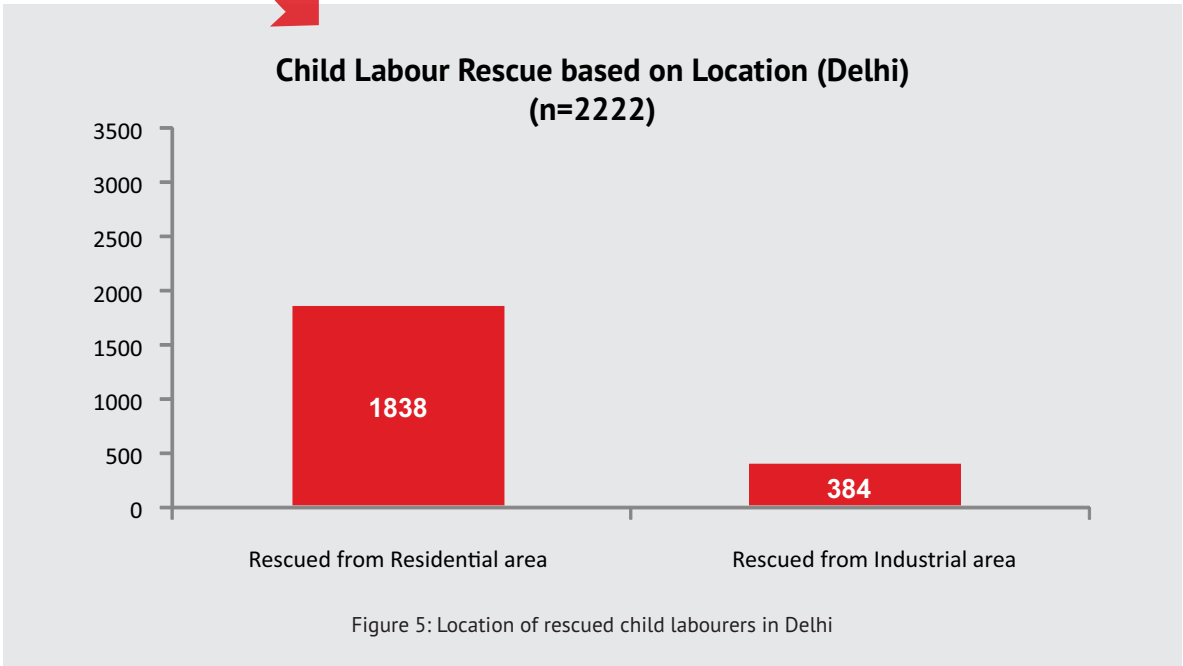 Child Labour Rescue based on Location (Delhi)
(n=2222)
3500
3000
2500
2000
1500
1000
500
0
1838
384
Rescued from Residential area
Rescued from Industrial area
Figure 5: Location of rescued child labourers in Delhi